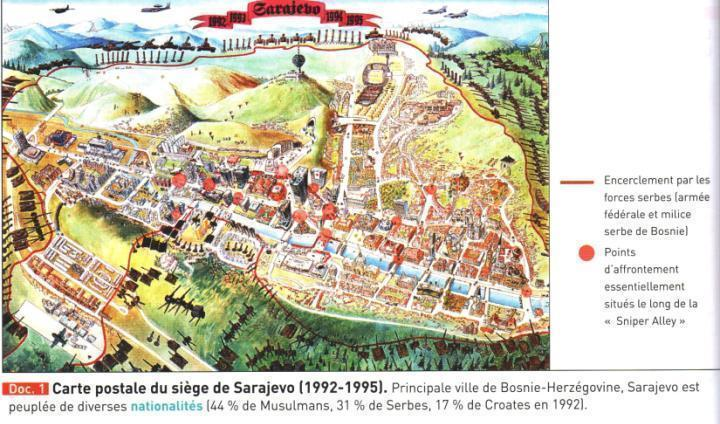 Sarajevo
1992 1993 1994 1995
Encerclement par les
forces serbes (armée
fédérale et milice
serbe de Bosnie)
Points
d'affrontement
essentiellement
situés le long de la
« Sniper Alley »
Doc. 1 Carte postale du siège de Sarajevo (1992-1995). Principale ville de Bosnie-Herzégovine, Sarajevo est
peuplée de diverses nationalités (44 % de Musulmans, 31 % de Serbes, 17 % de Croates en 1992).